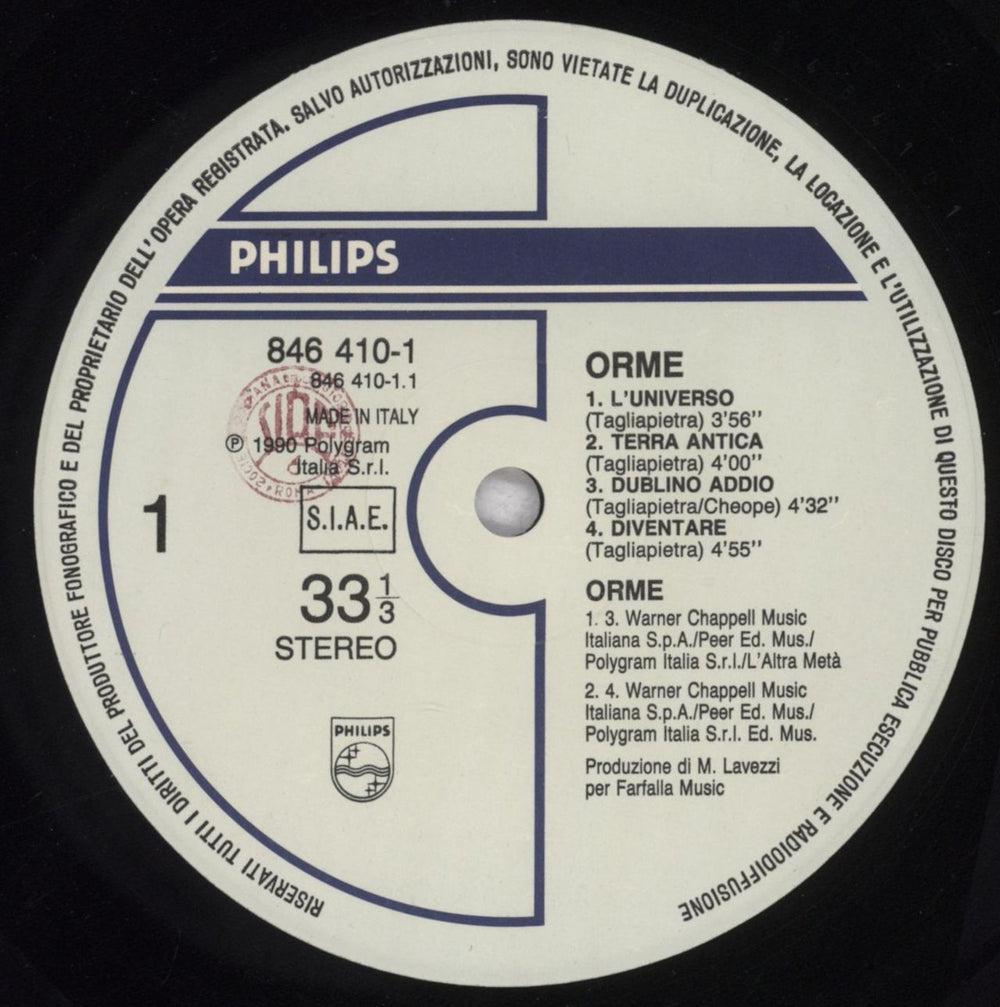 RISERVATI TUTTI I DIRITTI DEL PRODUTTORE FONOGRAFICO E DEL PROPRIETARIO DELL'OPERA REGISTRATA. SALVO AUTORIZZAZIONI, SONO VIETATE LA DUPLICAZIONE, LA LOCAZIONE E L'UTILIZZAZIONE DI QUESTO DISCO PER PUBBLICA ESECUZIONE E RADIODIFFUSIONE
PHILIPS
846 410-1
846 410-1.1
MADE IN ITALY
℗ 1990 Polygram
Italia S.r.l.
S.I.A.E.
1
33 1/3
STEREO
PHILIPS
ORME
1. L'UNIVERSO
(Tagliapietra) 3'56"
2. TERRA ANTICA
(Tagliapietra) 4'00"
3. DUBLINO ADDIO
(Tagliapietra/Cheope) 4'32"
4. DIVENTARE
(Tagliapietra) 4'55"
ORME
1. 3. Warner Chappell Music
Italiana S.p.A./Peer Ed. Mus./
Polygram Italia S.r.l./L'Altra Metà
2. 4. Warner Chappell Music
Italiana S.p.A./Peer Ed. Mus./
Polygram Italia S.r.l. Ed. Mus.
Produzione di M. Lavezzi
per Farfalla Music